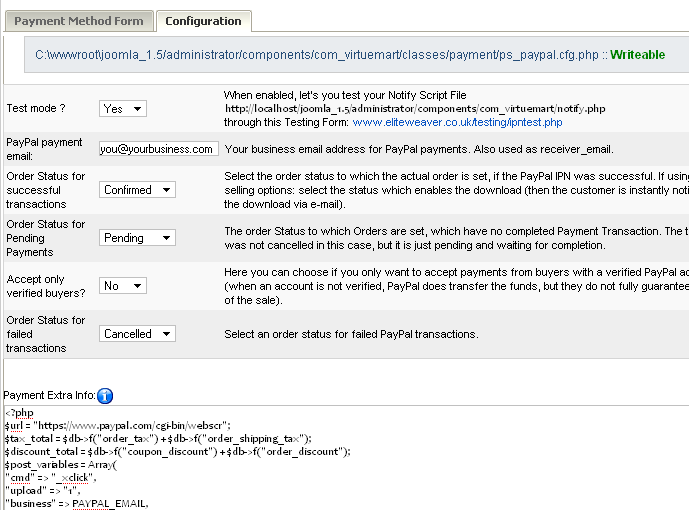 Payment Method Form
Configuration
C:\wwwroot\joomla_1.5/administrator/components/com_virtuemart/classes/payment/ps_paypal.cfg.php :: Writeable
Test mode ?
Yes
When enabled, let's you test your Notify Script File
http://localhost/joomla_1.5/administrator/components/com_virtuemart/notify.php
through this Testing Form: www.eliteweaver.co.uk/testing/ipntest.php
PayPal payment
email:
you@yourbusiness.com
Your business email address for PayPal payments. Also used as receiver_email.
Order Status for
successful
transactions
Confirmed
Select the order status to which the actual order is set, if the PayPal IPN was successful. If using
selling options: select the status which enables the download (then the customer is instantly noti
the download via e-mail).
Order Status for
Pending
Payments
Pending
The order Status to which Orders are set, which have no completed Payment Transaction. The t
was not cancelled in this case, but it is just pending and waiting for completion.
Accept only
verified buyers?
No
Here you can choose if you only want to accept payments from buyers with a verified PayPal ac
(when an account is not verified, PayPal does transfer the funds, but they do not fully guarantee
of the sale).
Order Status for
failed
transactions
Cancelled
Select an order status for failed PayPal transactions.
Payment Extra Info:
<?php
$url = "https://www.paypal.com/cgi-bin/webscr";
$tax_total = $db->f("order_tax") + $db->f("order_shipping_tax");
$discount_total = $db->f("coupon_discount") + $db->f("order_discount");
$post_variables = Array(
"cmd" => "_xclick",
"upload" => "1",
"business" => PAYPAL_EMAIL,